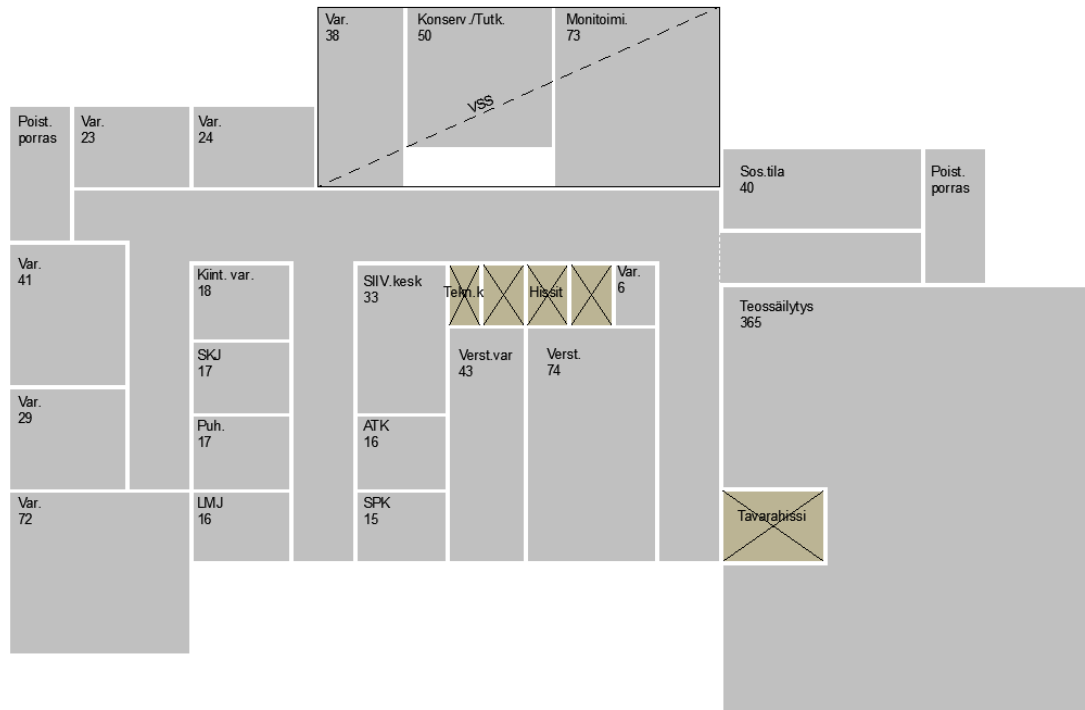 Var.
38
Konserv./Tutk.
50
Monitoimi.
73
VSS
Poist.
porras
Var.
23
Var.
24
Sos.tila
40
Poist.
porras
Var.
41
Kiint. var.
18
SIIV.kesk
33
Tekn.k
Hissit
Var.
6
Teossäilytys
365
SKJ
17
Verst.var
43
Verst.
74
Var.
29
Puh.
17
ATK
16
Var.
72
LMJ
16
SPK
15
Tavarahissi